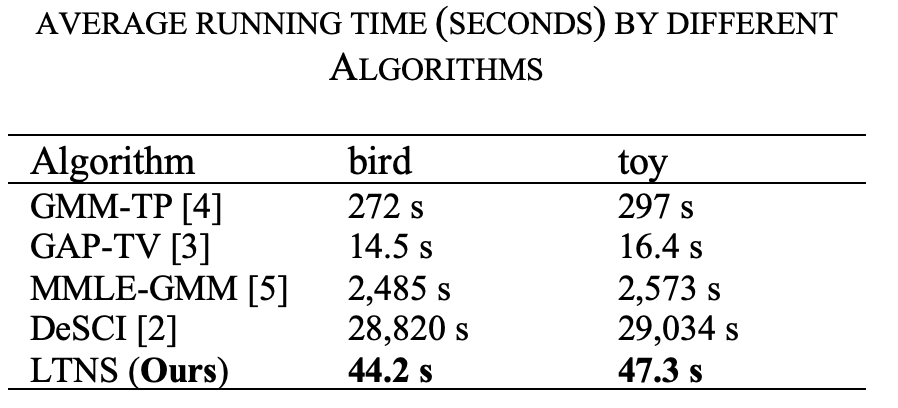 AVERAGE RUNNING TIME (SECONDS) BY DIFFERENT
ALGORITHMS
Algorithm bird toy
GMM-TP [4] 272 s 297 s
GAP-TV [3] 14.5 s 16.4 s
MMLE-GMM [5] 2,485 s 2,573 s
DeSCI [2] 28,820 s 29,034 s
LTNS (Ours) 44.2 s 47.3 s